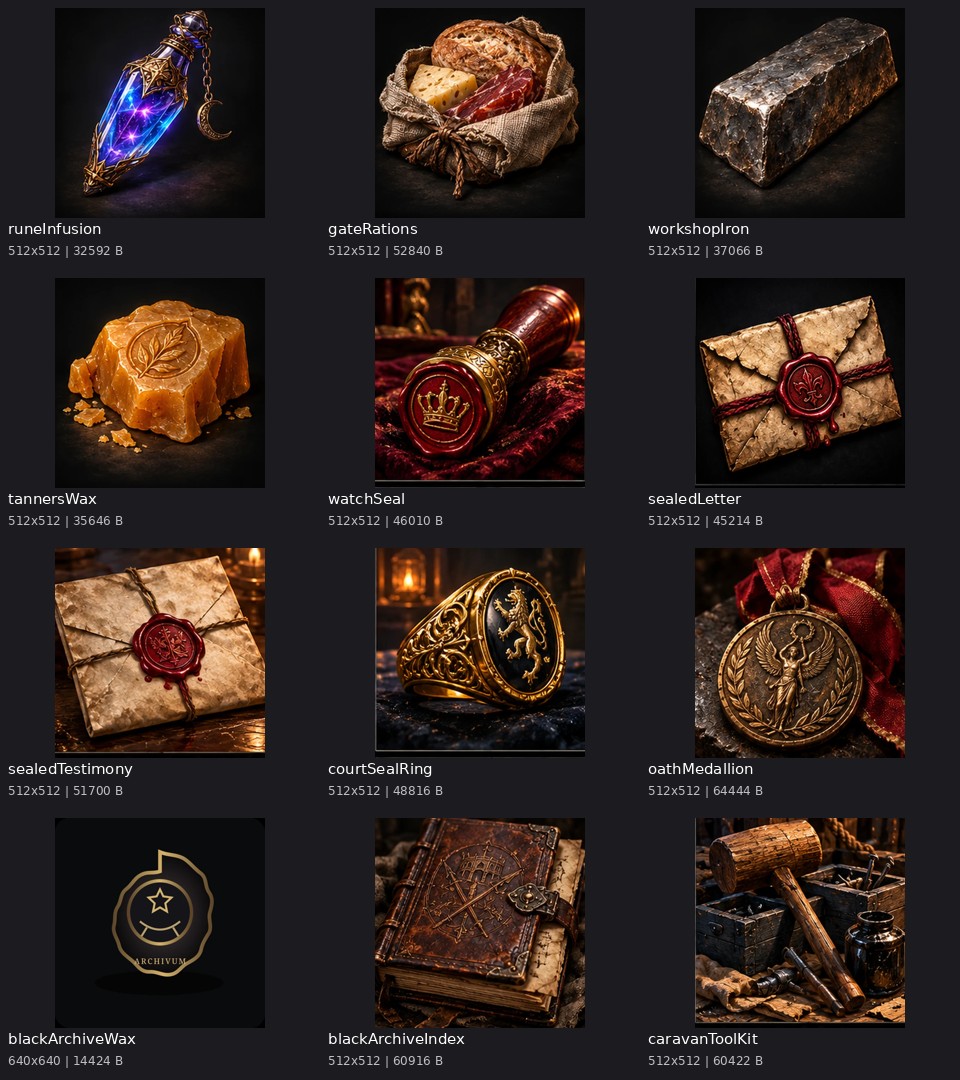 runeInfusion
512x512 | 32592 B
gateRations
512x512 | 52840 B
workshopIron
512x512 | 37066 B
tannersWax
512x512 | 35646 B
watchSeal
512x512 | 46010 B
sealedLetter
512x512 | 45214 B
sealedTestimony
512x512 | 51700 B
courtSealRing
512x512 | 48816 B
oathMedallion
512x512 | 64444 B
ARCHIVUM
blackArchiveWax
640x640 | 14424 B
blackArchiveIndex
512x512 | 60916 B
caravanToolKit
512x512 | 60422 B